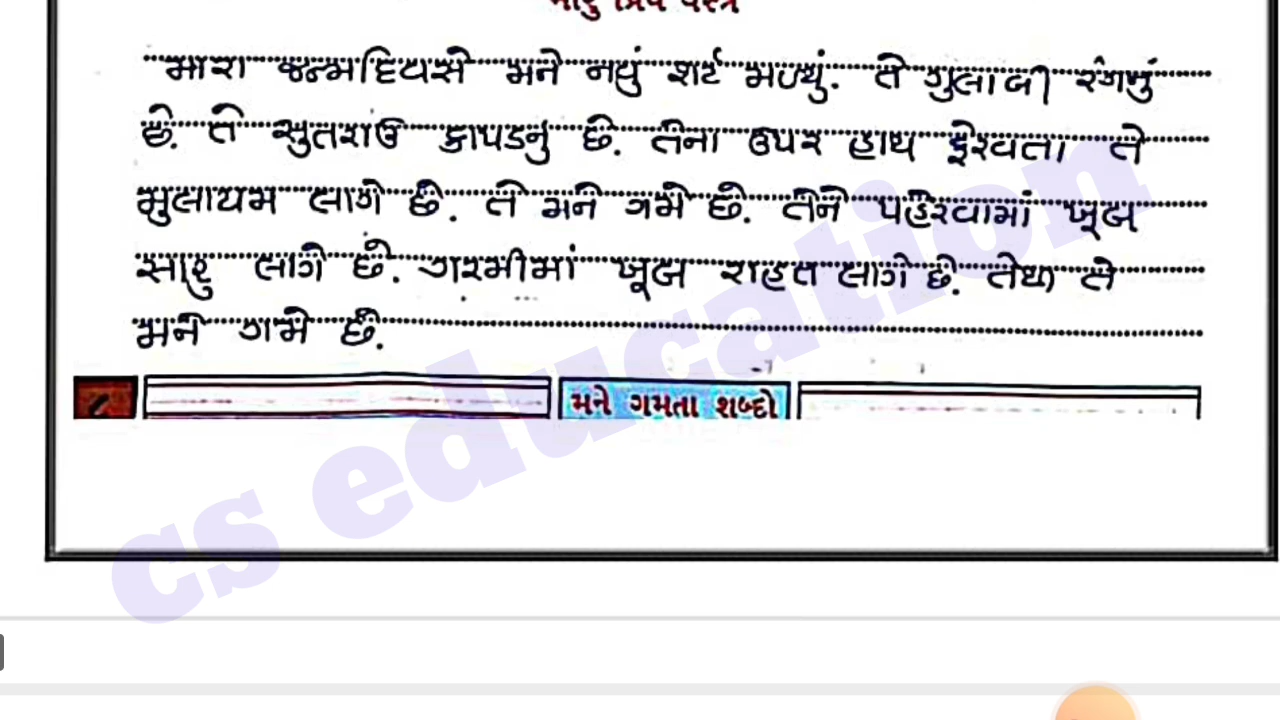 મારું પ્રિય વસ્ત્ર
મારા જન્મદિવસે મને નવું શર્ટ મળ્યું. તે ગુલાબી રંગનું
છે. તે સુતરાઉ કાપડનું છે. તેના ઉપર હાથ ફેરવતા તે
મુલાયમ લાગે છે. તે મને ગમે છે. તેને પહેરવામાં ખૂબ
સારુ લાગે છે. ગરમીમાં ખૂબ રાહત લાગે છે. તેથી તે
મને ગમે છે.
મને ગમતા શબ્દો
cs education